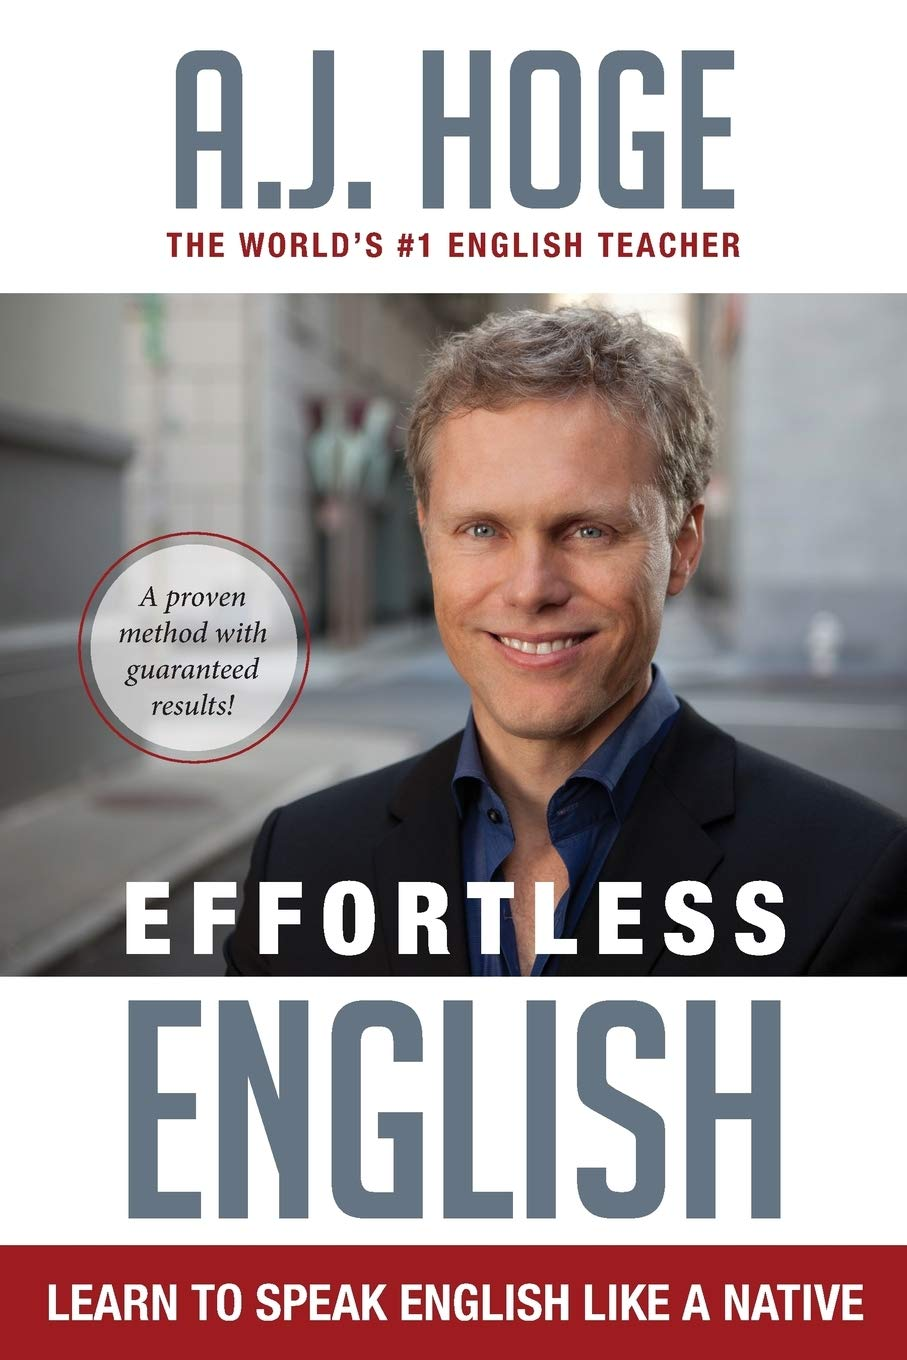 A.J. HOGE
THE WORLD'S #1 ENGLISH TEACHER
A proven
method with
guaranteed
results!
EFFORTLESS
ENGLISH
LEARN TO SPEAK ENGLISH LIKE A NATIVE